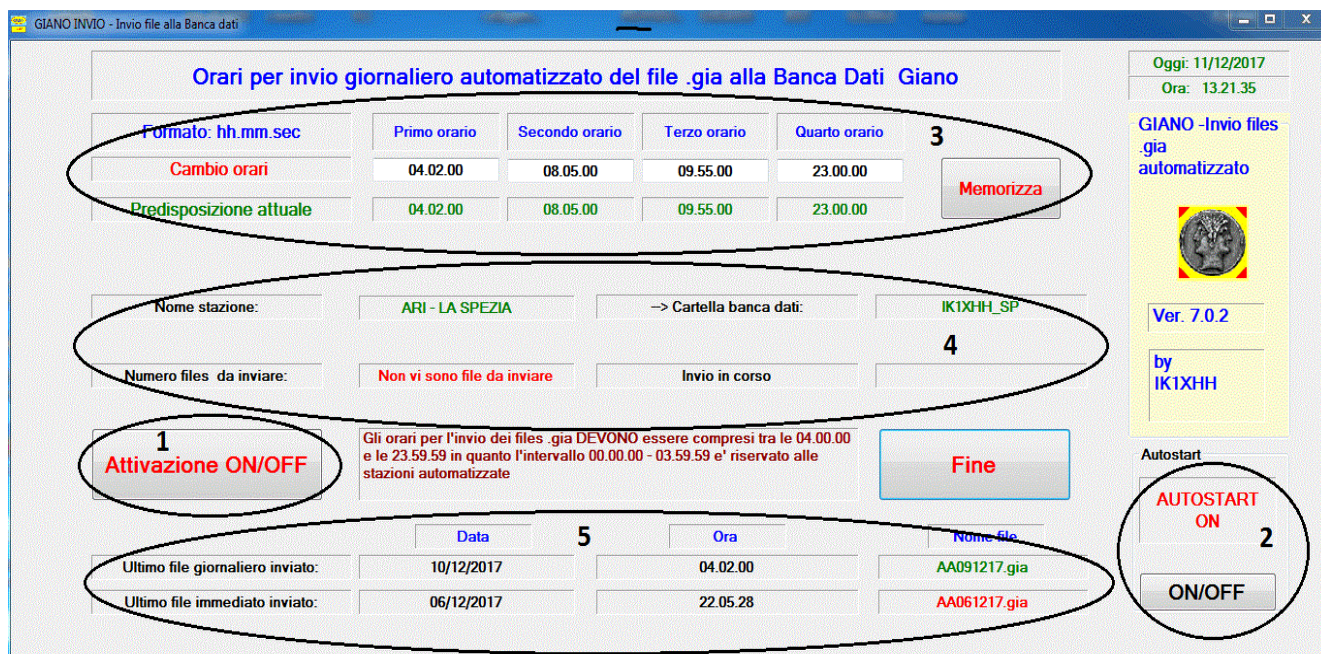 GIANO INVIO - Invio file alla Banca dati
Orari per invio giornaliero automatizzato del file .gia alla Banca Dati Giano
Oggi: 11/12/2017
Ora: 13.21.35
Formato: hh.mm.sec Primo orario Secondo orario Terzo orario Quarto orario 3
Cambio orari 04.02.00 08.05.00 09.55.00 23.00.00 Memorizza
Predisposizione attuale 04.02.00 08.05.00 09.55.00 23.00.00
GIANO -Invio files
.gia
automatizzato
Ver. 7.0.2
by
IK1XHH
Nome stazione: ARI - LA SPEZIA --> Cartella banca dati: IK1XHH_SP
4
Numero files da inviare: Non vi sono file da inviare Invio in corso
1
Attivazione ON/OFF
Gli orari per l'invio dei files .gia DEVONO essere compresi tra le 04.00.00
e le 23.59.59 in quanto l'intervallo 00.00.00 - 03.59.59 e' riservato alle
stazioni automatizzate
Fine
Autostart
AUTOSTART
ON
2
ON/OFF
Data 5 Ora Nome file
Ultimo file giornaliero inviato: 10/12/2017 04.02.00 AA091217.gia
Ultimo file immediato inviato: 06/12/2017 22.05.28 AA061217.gia